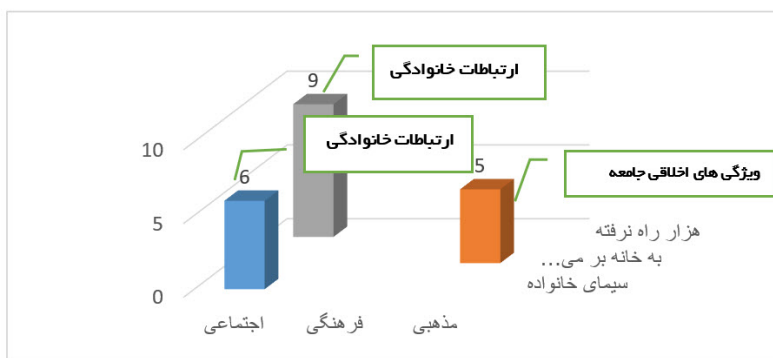 ارتباطات خانوادگی
9
ارتباطات خانوادگی
10
ویژگی های اخلاقی جامعه
5
6
5
هزار راه نرفته
به خانه بر می...
سیمای خانواده
0
اجتماعی
فرهنگی
مذهبی